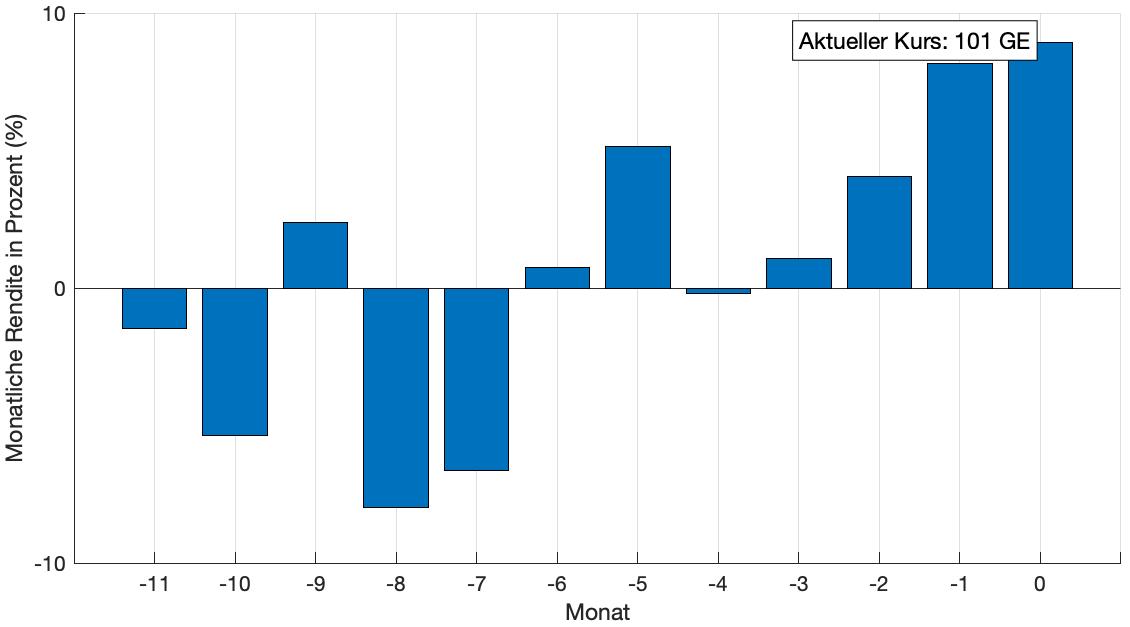 10
Aktueller Kurs: 101 GE
Monatliche Rendite in Prozent (%)
0
-10
-11 -10 -9 -8 -7 -6 -5 -4 -3 -2 -1 0
Monat